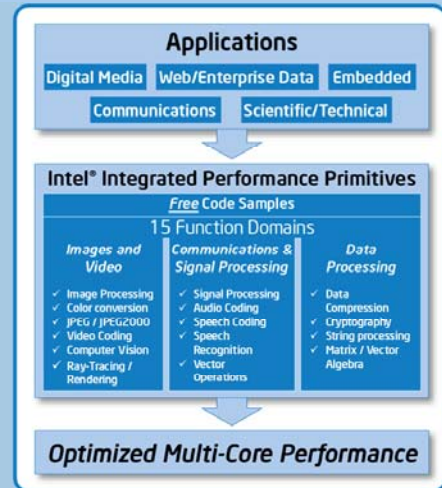 Applications
Digital Media Web/Enterprise Data Embedded
Communications Scientific/Technical
Intel® Integrated Performance Primitives
Free Code Samples
15 Function Domains
Images and
Video
✓ Image Processing
✓ Color conversion
✓ JPEG / JPEG2000
✓ Video Coding
✓ Computer Vision
✓ Ray-Tracing /
Rendering
Communications &
Signal Processing
✓ Signal Processing
✓ Audio Coding
✓ Speech Coding
✓ Speech
Recognition
✓ Vector
Operations
Data
Processing
✓ Data
Compression
✓ Cryptography
✓ String processing
✓ Matrix / Vector
Algebra
Optimized Multi-Core Performance